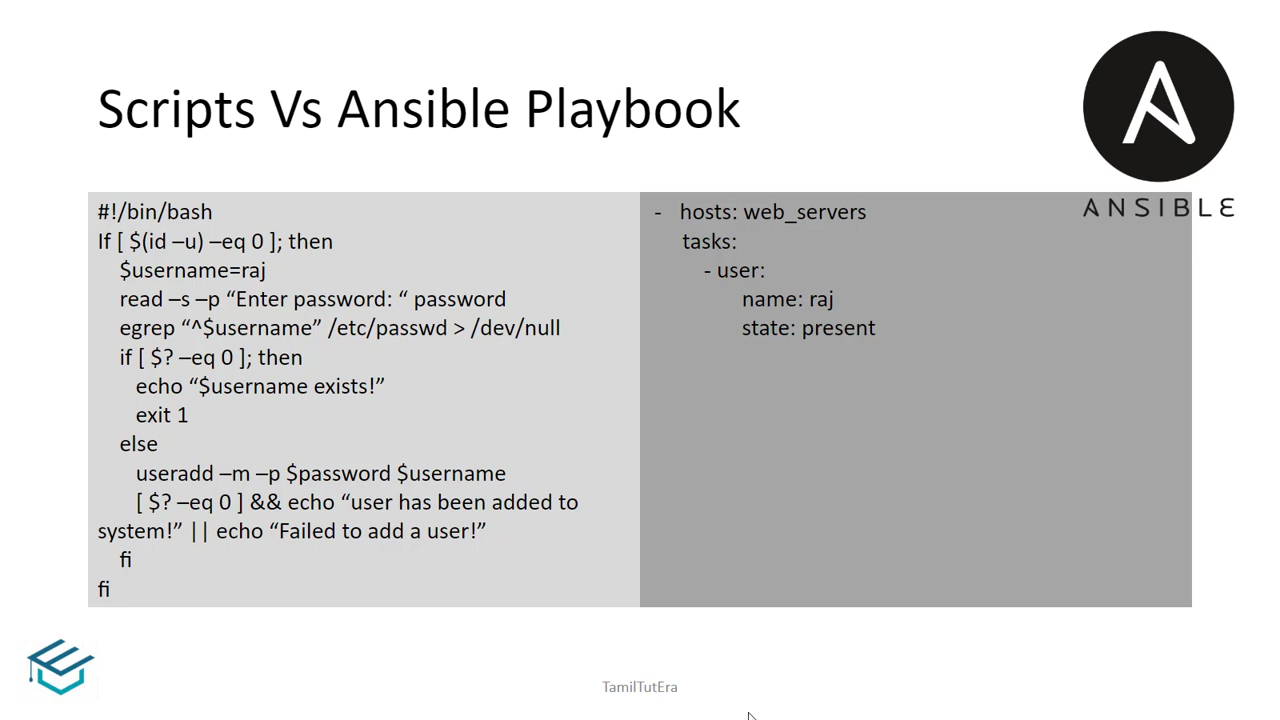 Scripts Vs Ansible Playbook
ANSIBLE
#!/bin/bash
If [ $(id –u) –eq 0 ]; then
$username=raj
read –s –p “Enter password: “ password
egrep “^$username” /etc/passwd > /dev/null
if [ $? –eq 0 ]; then
echo “$username exists!”
exit 1
else
useradd –m –p $password $username
[ $? –eq 0 ] && echo “user has been added to
system!” || echo “Failed to add a user!”
fi
fi
- hosts: web_servers
tasks:
- user:
name: raj
state: present
TamilTutEra